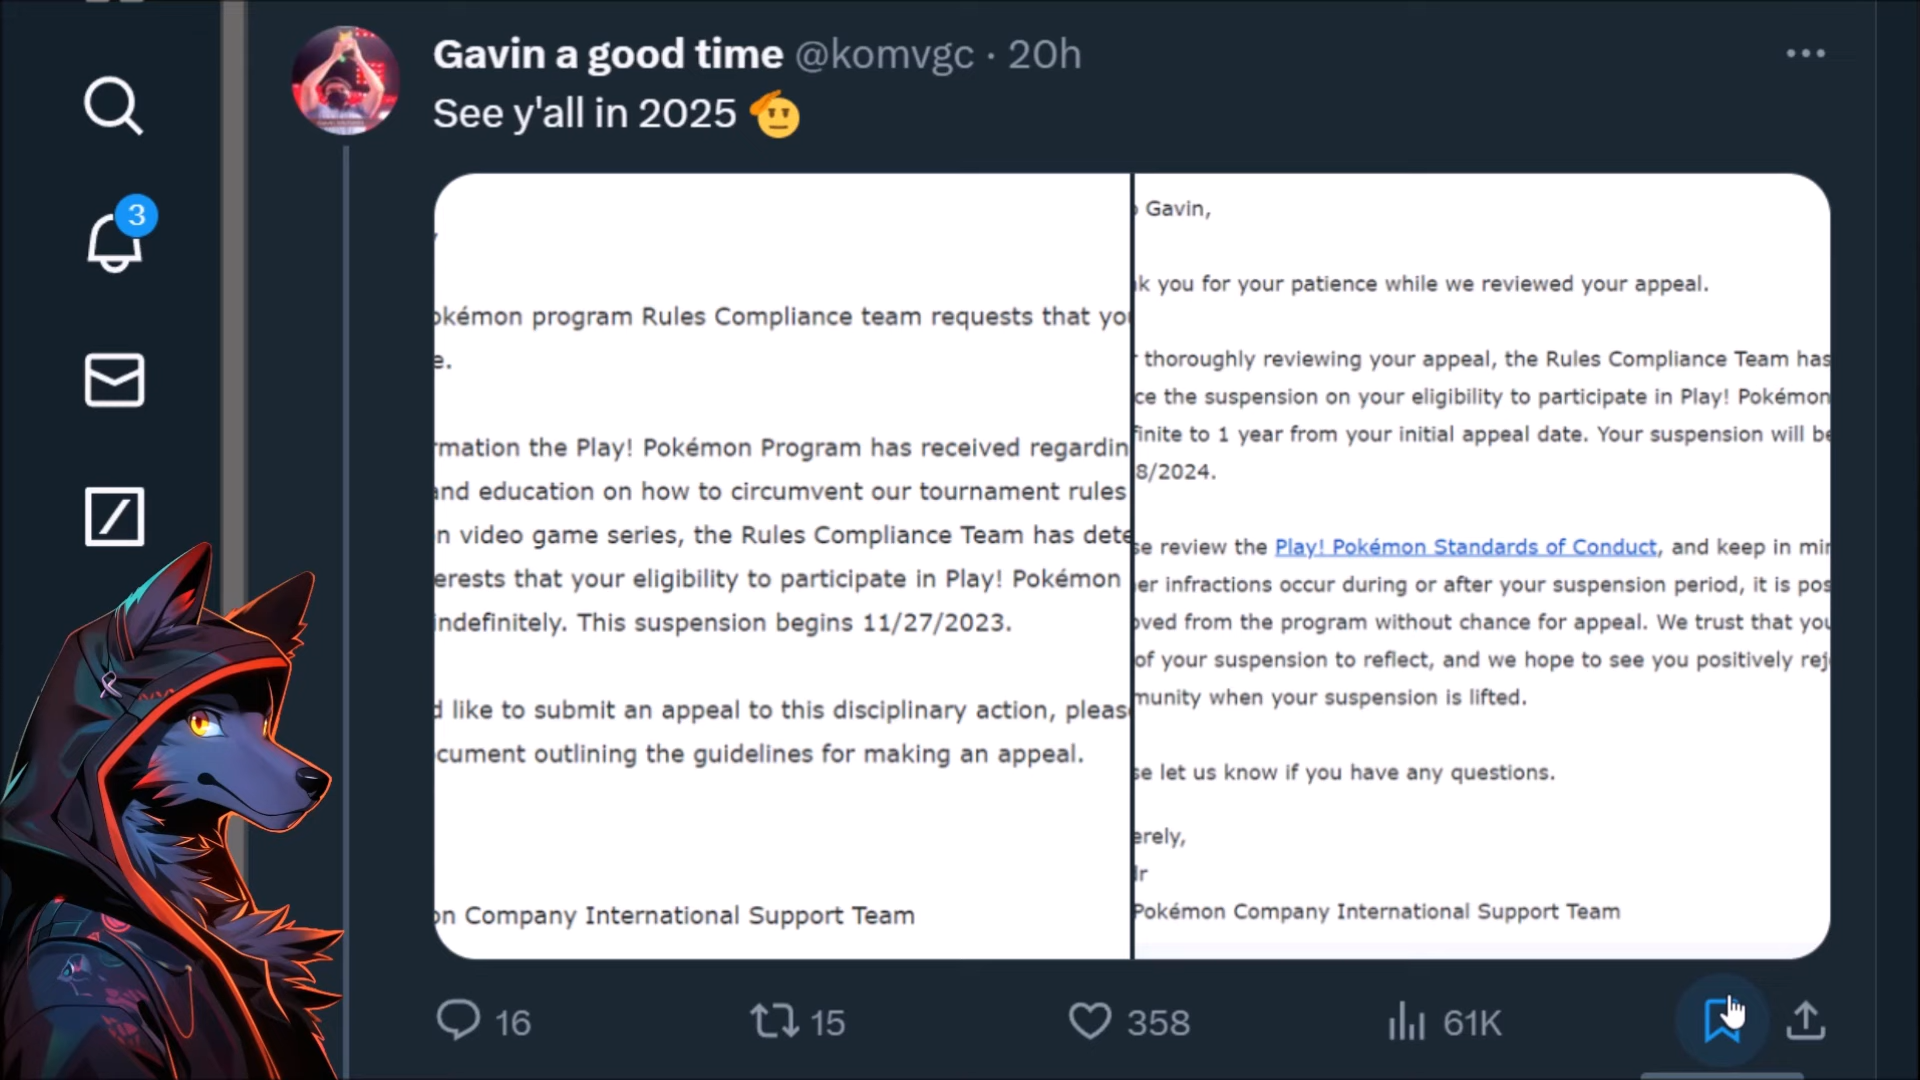 Gavin a good time @komvgc · 20h
See y'all in 2025
3
okémon program Rules Compliance team requests that you
e.
rmation the Play! Pokémon Program has received regardin
and education on how to circumvent our tournament rules
n video game series, the Rules Compliance Team has dete
erests that your eligibility to participate in Play! Pokémon
indefinitely. This suspension begins 11/27/2023.
d like to submit an appeal to this disciplinary action, please
cument outlining the guidelines for making an appeal.
on Company International Support Team
o Gavin,
nk you for your patience while we reviewed your appeal.
r thoroughly reviewing your appeal, the Rules Compliance Team has
ce the suspension on your eligibility to participate in Play! Pokémon
finite to 1 year from your initial appeal date. Your suspension will be
8/2024.
se review the Play! Pokémon Standards of Conduct, and keep in min
er infractions occur during or after your suspension period, it is pos
oved from the program without chance for appeal. We trust that you
of your suspension to reflect, and we hope to see you positively rej
munity when your suspension is lifted.
se let us know if you have any questions.
erely,
Pokémon Company International Support Team
16
15
358
61K